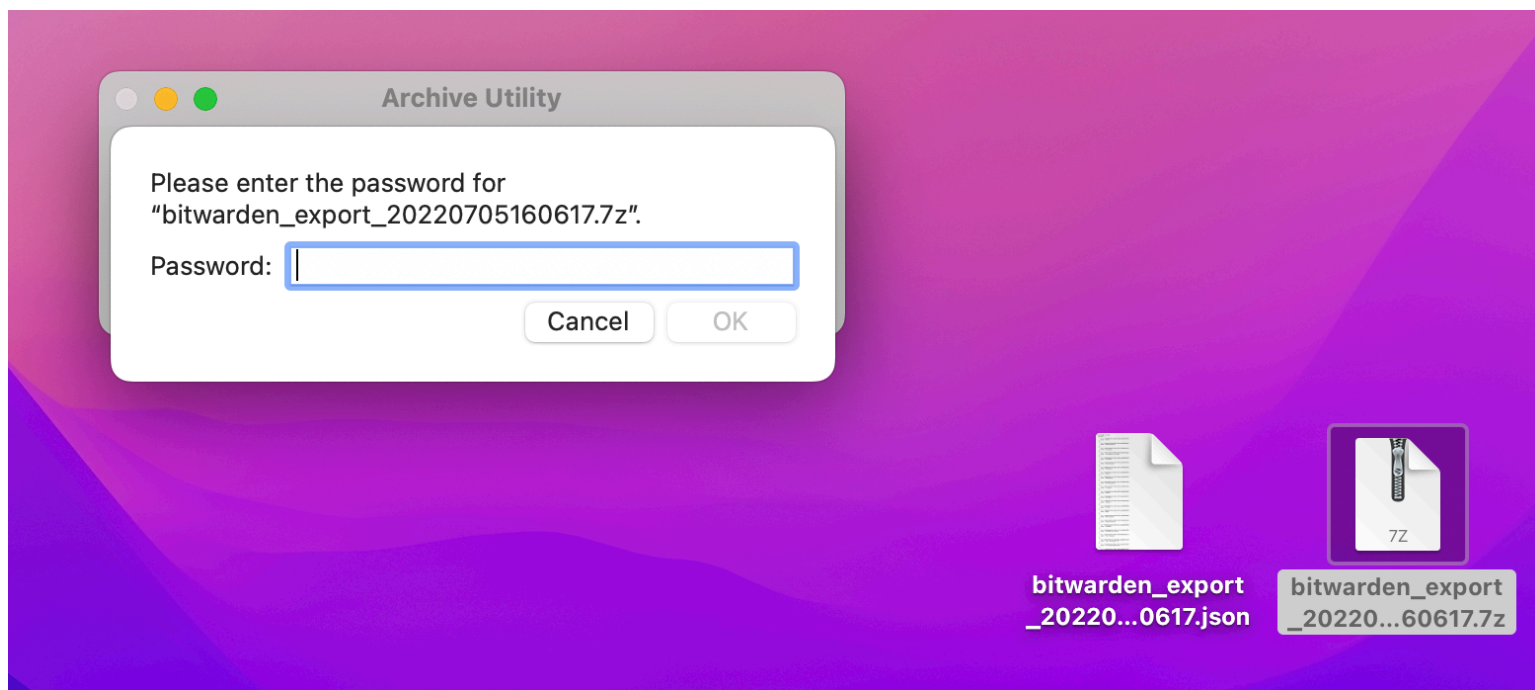 Archive Utility
Please enter the password for
“bitwarden_export_20220705160617.7z”.
Password:
Cancel
OK
7Z
bitwarden_export
_20220...0617.json
bitwarden_export
_20220...60617.7z